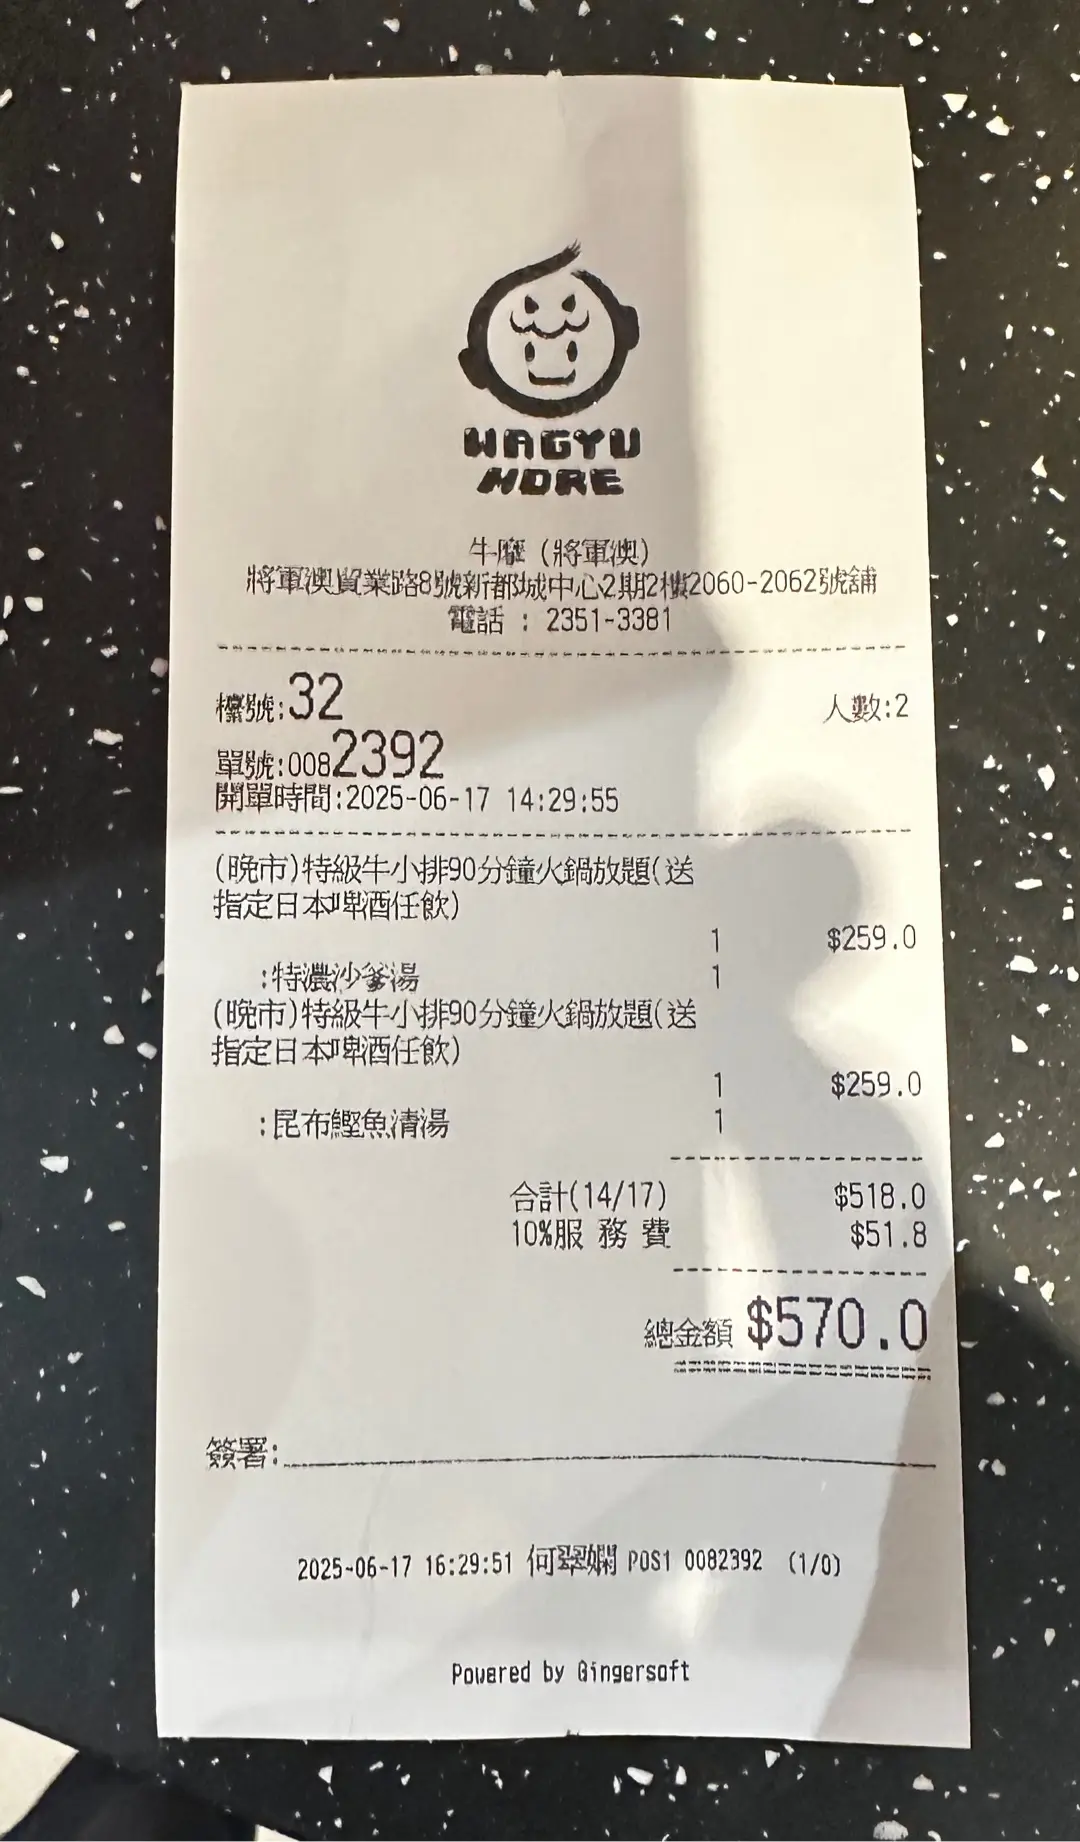 WAGYU
MORE
牛摩 (將軍澳)
將軍澳貿業路8號新都城中心2期2樓2060-2062號舖
電話 : 2351-3381
檯號:32
人數:2
單號:0082392
開單時間:2025-06-17 14:29:55
(晚市)特級牛小排90分鐘火鍋放題(送
指定日本啤酒任飲)
1 $259.0
:特濃沙爹湯 1
(晚市)特級牛小排90分鐘火鍋放題(送
指定日本啤酒任飲)
1 $259.0
:昆布鰹魚清湯 1
合計(14/17) $518.0
10%服 務 費 $51.8
總金額 $570.0
簽署:
2025-06-17 16:29:51 何翠嫻 POS1 0082392 (1/0)
Powered by Gingersoft